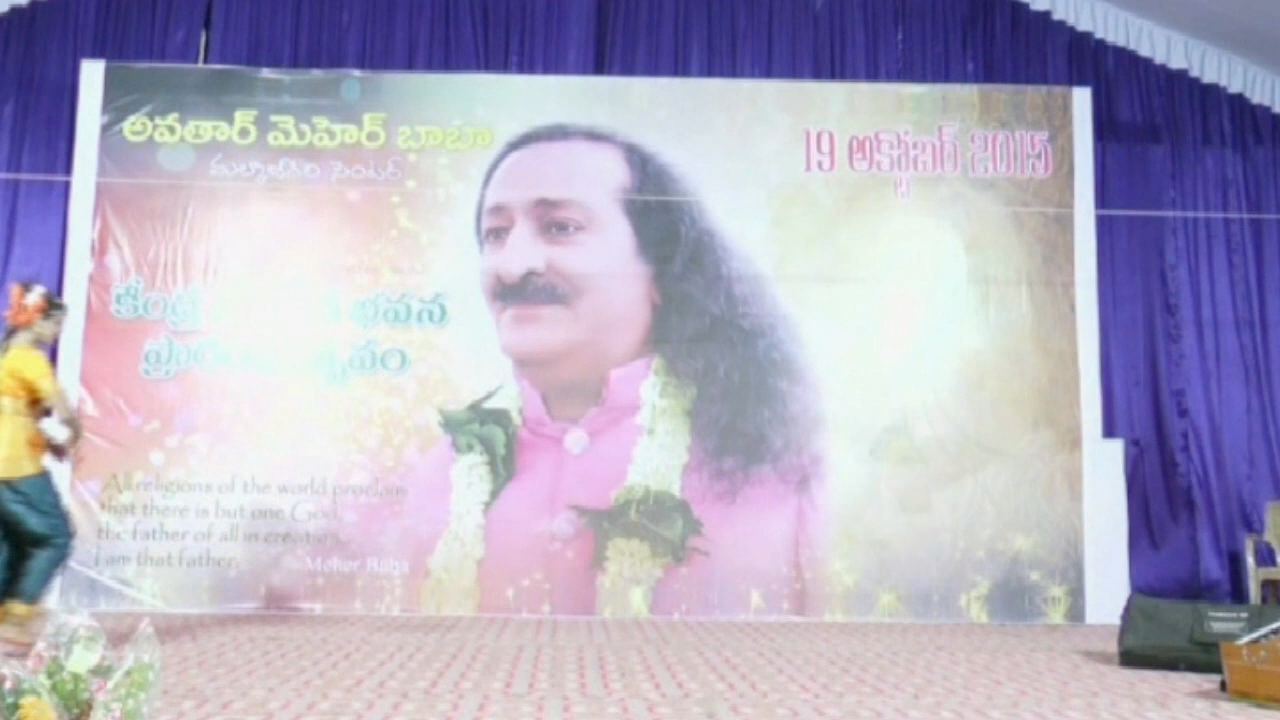 అవతార్ మెహెర్ బాబా
సెంటర్
19 అక్టోబర్ 2015
కేంద్ర భవన
All religions of the world proclaim
that there is but one God,
the father of all in creation.
I am that father.
Meher Baba